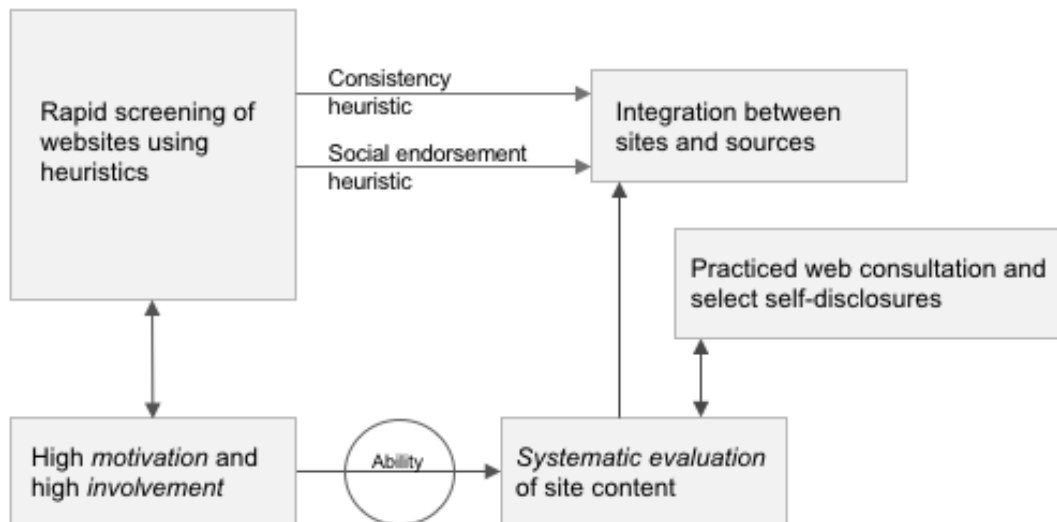 Rapid screening of
websites using
heuristics
Consistency
heuristic
Social endorsement
heuristic
Integration between
sites and sources
Practiced web consultation and
select self-disclosures
High motivation and
high involvement
Ability
Systematic evaluation
of site content